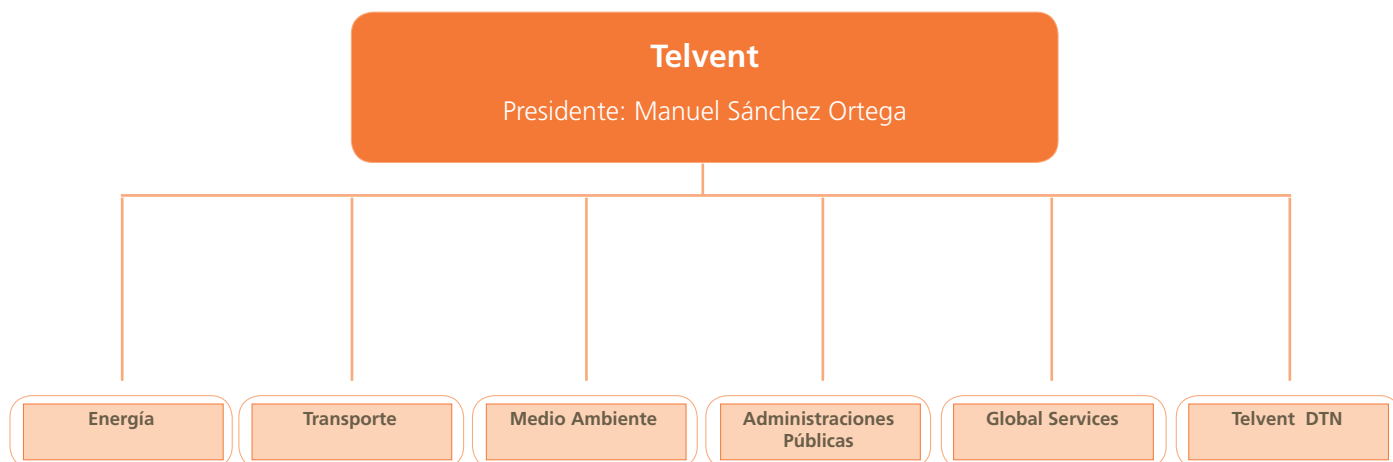 Telvent
Presidente: Manuel Sánchez Ortega
Energía
Transporte
Medio Ambiente
Administraciones
Públicas
Global Services
Telvent DTN